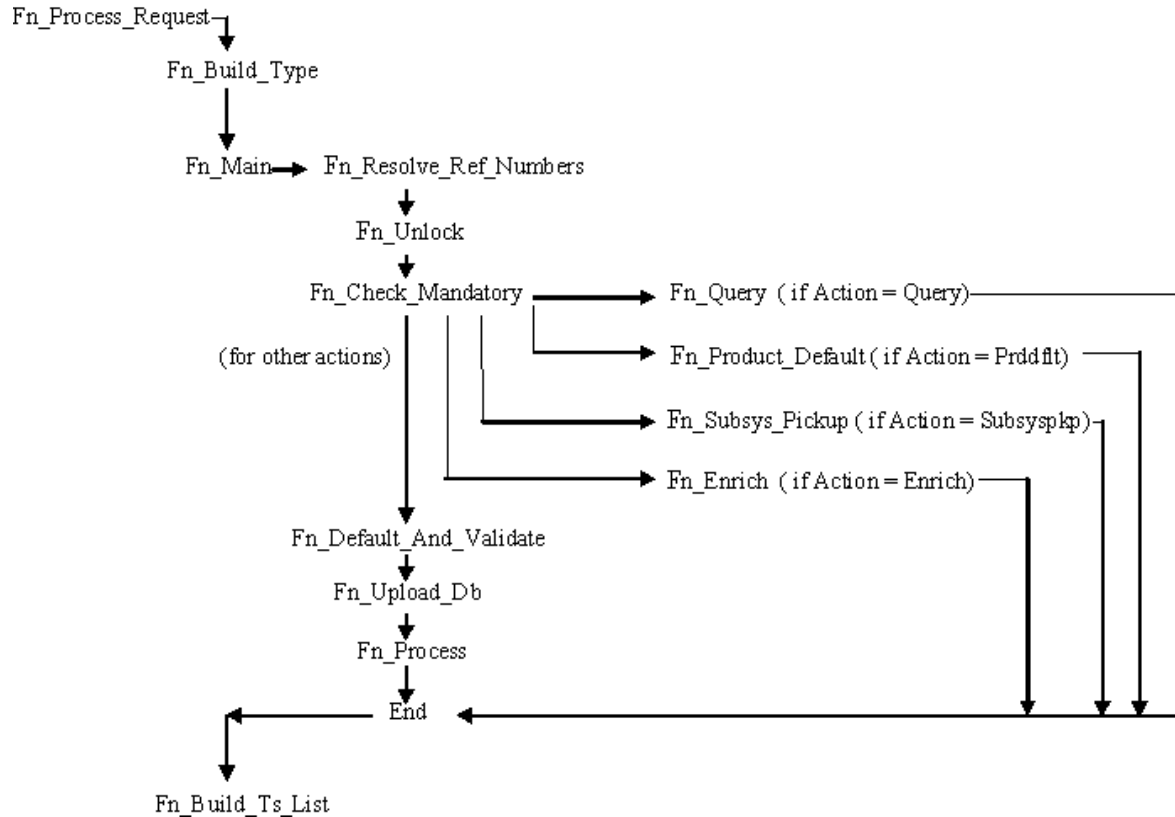 Fn_Process_Request
Fn_Build_Type
Fn_Main
Fn_Resolve_Ref_Numbers
Fn_Unlock
Fn_Check_Mandatory
Fn_Query ( if Action = Query)
(for other actions)
Fn_Product_Default ( if Action = Prddflt)
Fn_Subsys_Pickup ( if Action = Subsyspkp)
Fn_Enrich ( if Action = Enrich)
Fn_Default_And_Validate
Fn_Upload_Db
Fn_Process
End
Fn_Build_Ts_List